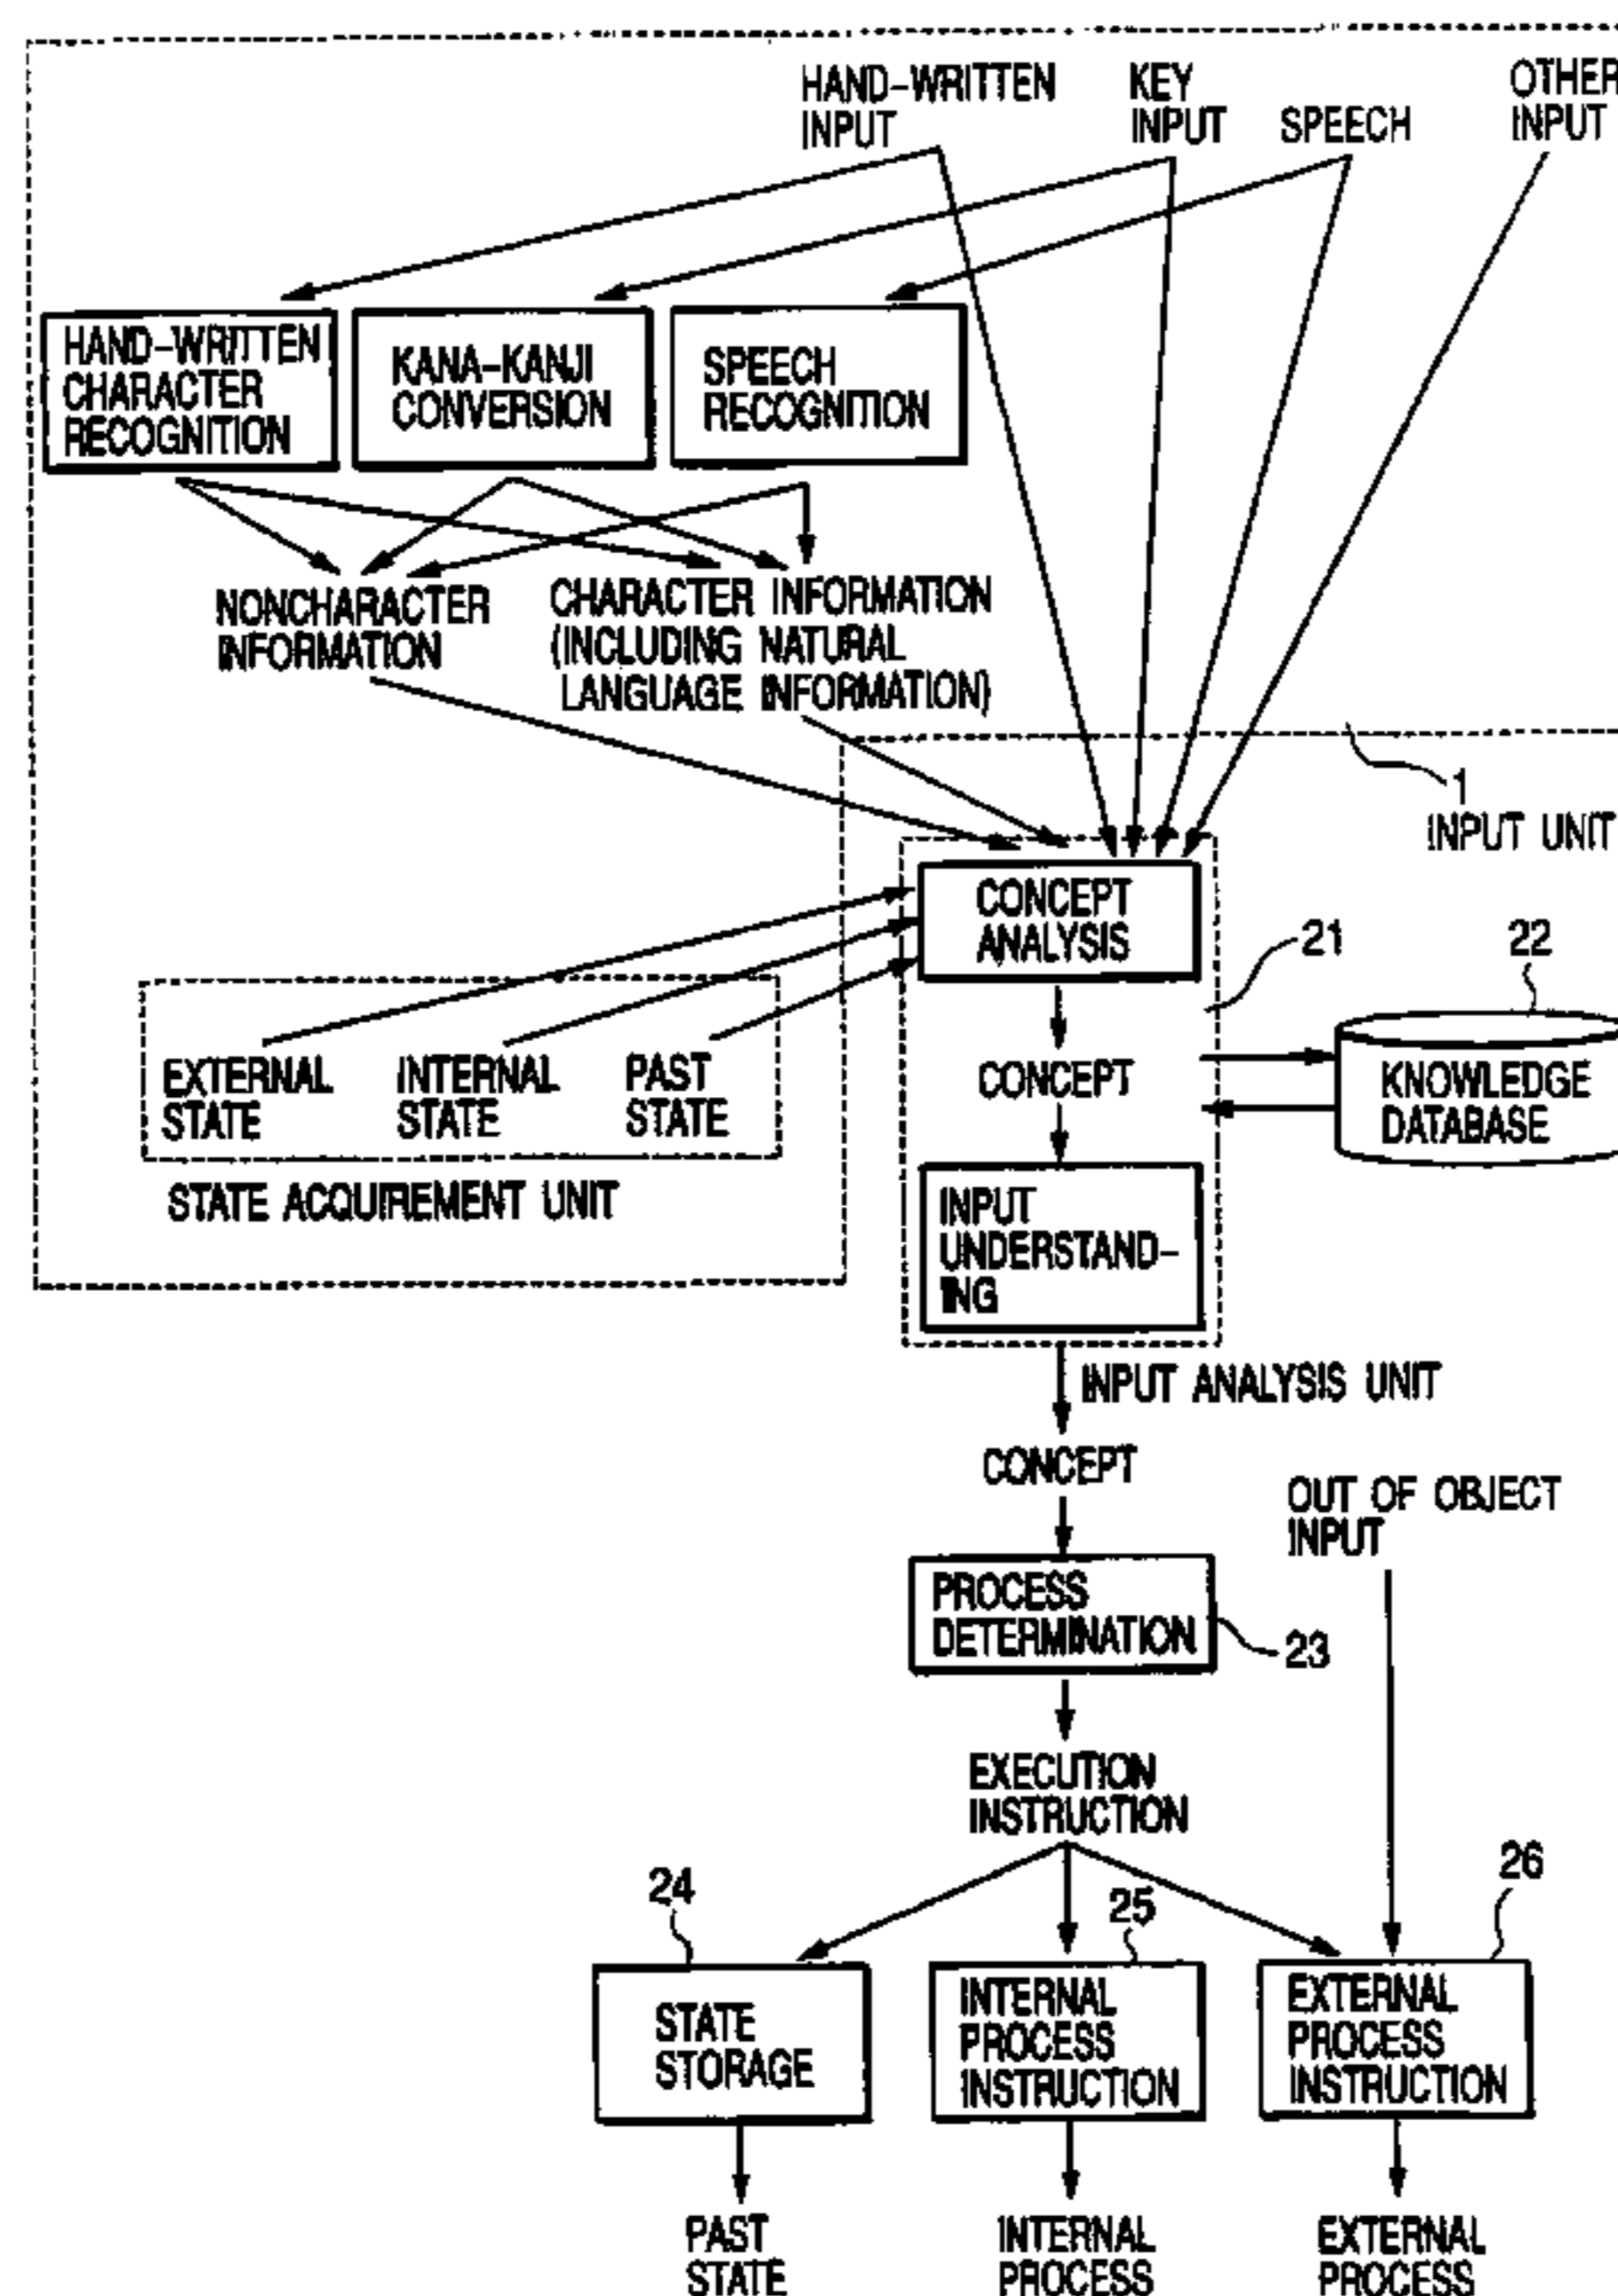 HAND-WRITTEN
INPUT
KEY
INPUT
SPEECH
OTHER
INPUT
HAND-WRITTEN
CHARACTER
RECOGNITION
KANA-KANJI
CONVERSION
SPEECH
RECOGNITION
NONCHARACTER
INFORMATION
CHARACTER INFORMATION
(INCLUDING NATURAL
LANGUAGE INFORMATION)
1
INPUT UNIT
CONCEPT
ANALYSIS
21
22
EXTERNAL
STATE
INTERNAL
STATE
PAST
STATE
CONCEPT
KNOWLEDGE
DATABASE
STATE ACQUIREMENT UNIT
INPUT
UNDERSTAND-
ING
INPUT ANALYSIS UNIT
CONCEPT
OUT OF OBJECT
INPUT
PROCESS
DETERMINATION
23
EXECUTION
INSTRUCTION
24
25
26
STATE
STORAGE
INTERNAL
PROCESS
INSTRUCTION
EXTERNAL
PROCESS
INSTRUCTION
PAST
STATE
INTERNAL
PROCESS
EXTERNAL
PROCESS